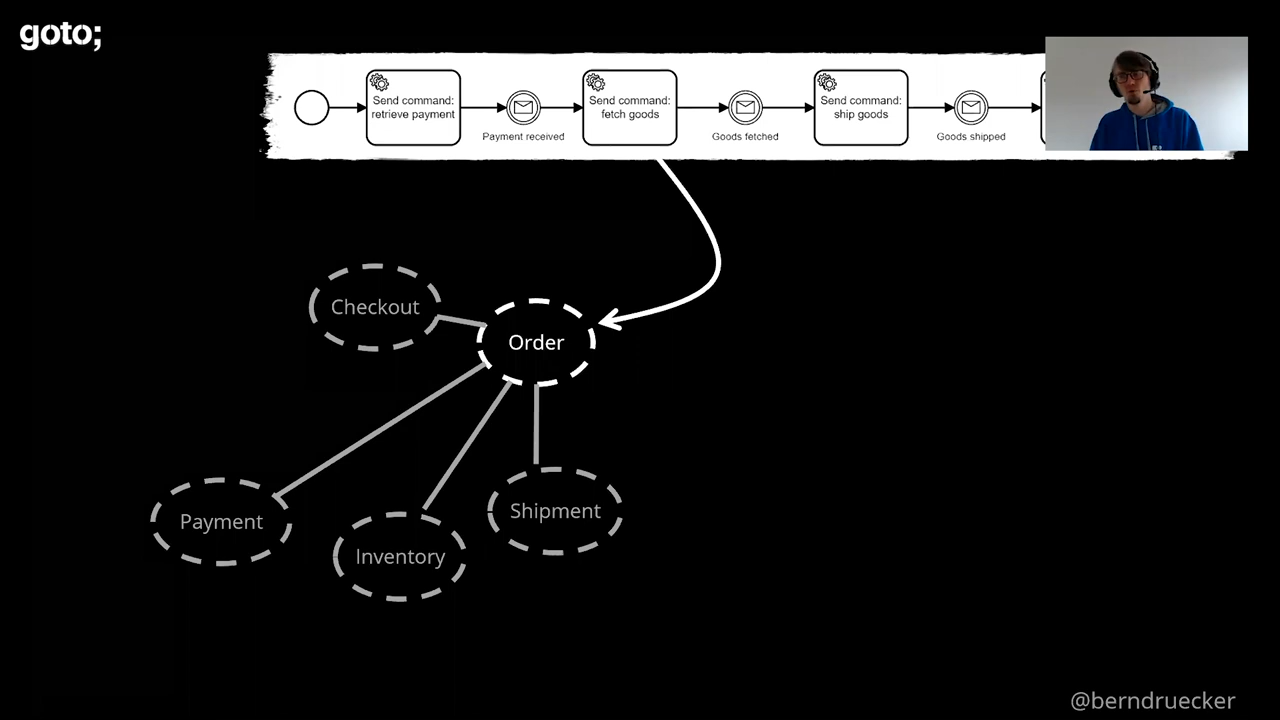 goto;
Send command:
retrieve payment
Payment received
Send command:
fetch goods
Goods fetched
Send command:
ship goods
Goods shipped
Checkout
Order
Payment
Inventory
Shipment
@berndruecker